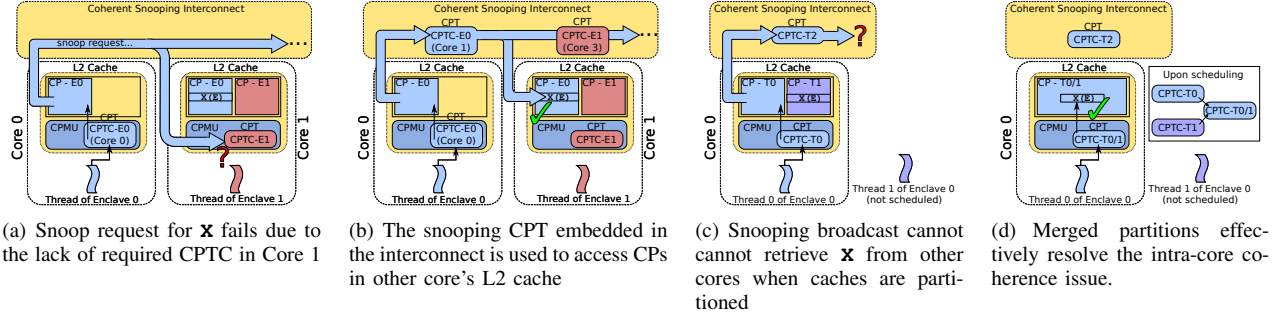 Coherent Snooping Interconnect
snoop request...
...
L2 Cache
CP - E0
CPT
CPMU
CPTC-E0
(Core 0)
Core 0
Thread of Enclave 0
L2 Cache
CP - E0
CP - E1
X(E)
CPMU
CPT
CPTC-E1
?
Core 1
Thread of Enclave 1
(a) Snoop request for X fails due to
the lack of required CPTC in Core 1
Coherent Snooping Interconnect
CPT
CPTC-E0
(Core 1)
CPT
CPTC-E1
(Core 3)
...
L2 Cache
CP - E0
CPT
CPMU
CPTC-E0
(Core 0)
Core 0
Thread of Enclave 0
L2 Cache
CP - E0
CP - E1
X(E)
CPMU
CPT
CPTC-E1
Core 1
Thread of Enclave 1
(b) The snooping CPT embedded in
the interconnect is used to access CPs
in other core's L2 cache
Coherent Snooping Interconnect
CPT
CPTC-T2
?
L2 Cache
CP - T0
CP - T1
X(E)
CPMU
CPT
CPTC-T0
Core 0
Thread 0 of Enclave 0
Thread 1 of Enclave 0
(not scheduled)
(c) Snooping broadcast cannot
cannot retrieve X from other
cores when caches are parti-
tioned
Coherent Snooping Interconnect
CPT
CPTC-T2
L2 Cache
CP - T0/1
X(E)
CPMU
CPT
CPTC-T0/1
Core 0
Thread 0 of Enclave 0
Upon scheduling
CPTC-T0
CPTC-T0/1
CPTC-T1
Thread 1 of Enclave 0
(not scheduled)
(d) Merged partitions effec-
tively resolve the intra-core co-
herence issue.